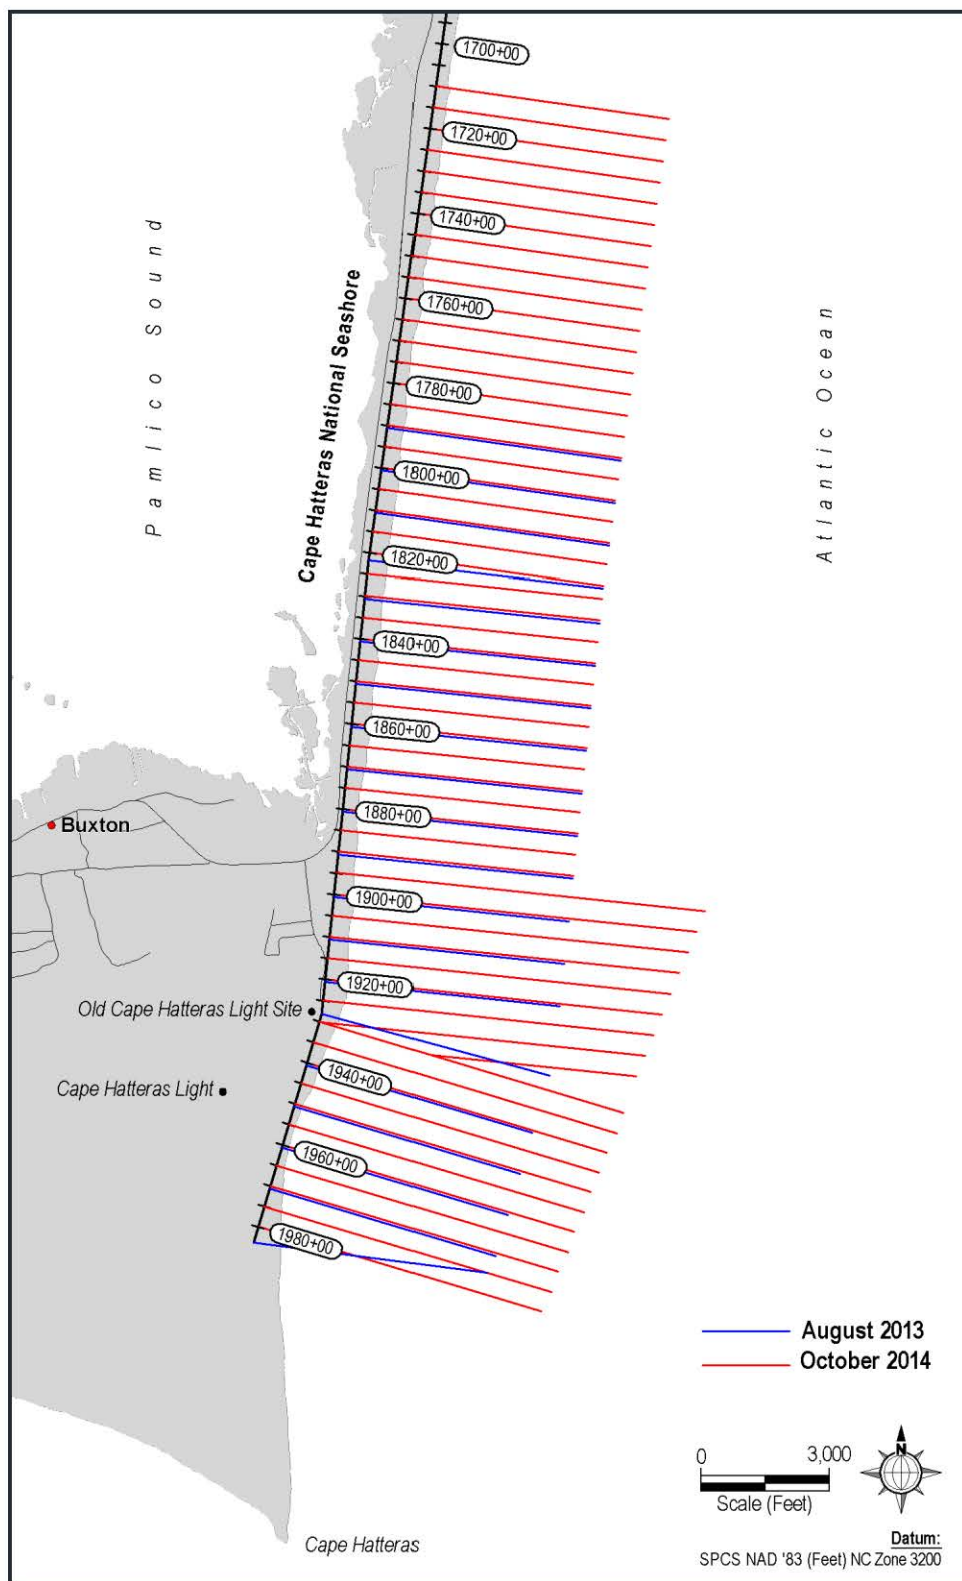 1700+00
1720+00
1740+00
1760+00
1780+00
1800+00
1820+00
1840+00
1860+00
1880+00
1900+00
1920+00
1940+00
1960+00
1980+00
Pamlico Sound
Cape Hatteras National Seashore
Atlantic Ocean
Buxton
Old Cape Hatteras Light Site
Cape Hatteras Light
August 2013
October 2014
0 3,000
Scale (Feet)
N
Datum:
SPCS NAD '83 (Feet) NC Zone 3200
Cape Hatteras